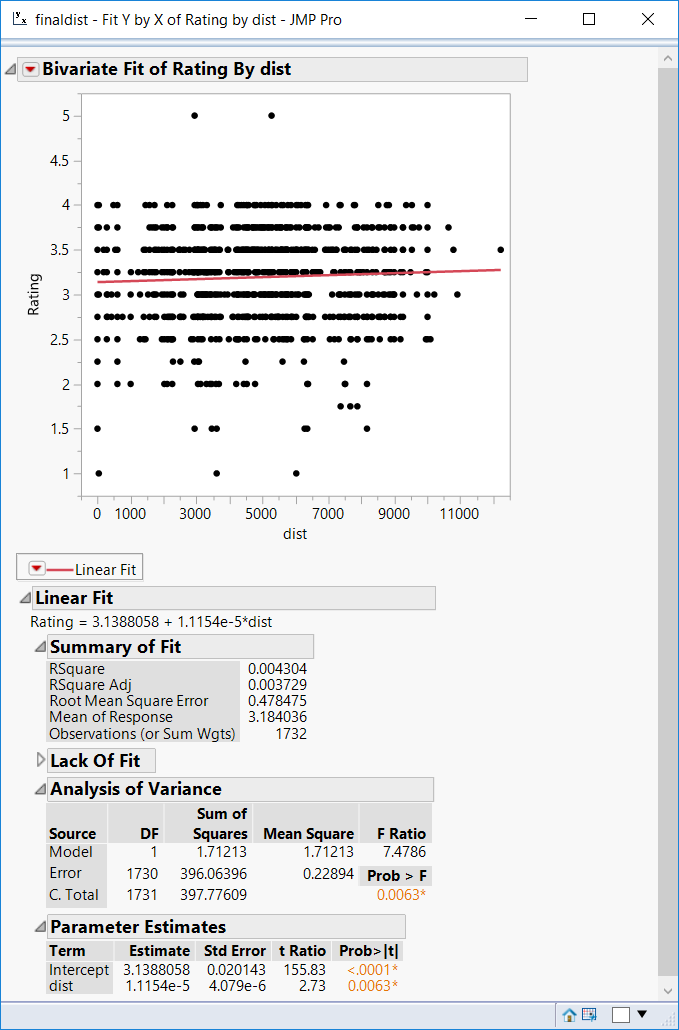 finaldist - Fit Y by X of Rating by dist - JMP Pro
Bivariate Fit of Rating By dist
5
4.5
4
3.5
3
2.5
2
1.5
1
Rating
0 1000 3000 5000 7000 9000 11000
dist
Linear Fit
Linear Fit
Rating = 3.1388058 + 1.1154e-5*dist
Summary of Fit
RSquare 0.004304
RSquare Adj 0.003729
Root Mean Square Error 0.478475
Mean of Response 3.184036
Observations (or Sum Wgts) 1732
Lack Of Fit
Analysis of Variance
Sum of
Source DF Squares Mean Square F Ratio
Model 1 1.71213 1.71213 7.4786
Error 1730 396.06396 0.22894 Prob > F
C. Total 1731 397.77609 0.0063*
Parameter Estimates
Term Estimate Std Error t Ratio Prob>|t|
Intercept 3.1388058 0.020143 155.83 <.0001*
dist 1.1154e-5 4.079e-6 2.73 0.0063*